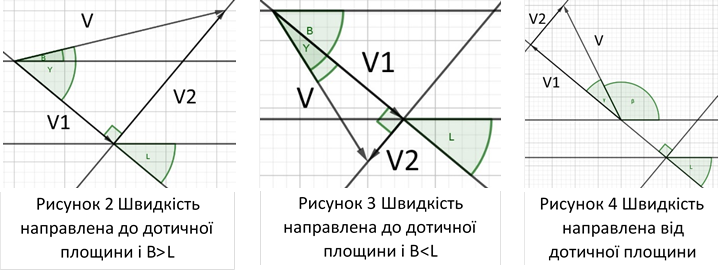 V
B
Y
V2
V1
L
Рисунок 2 Швидкість
направлена до дотичної
площини і B>L
B
Y
V1
V
L
V2
Рисунок 3 Швидкість
направлена до дотичної
площини і B<L
V2
V
V1
L
Рисунок 4 Швидкість
направлена від
дотичної площини